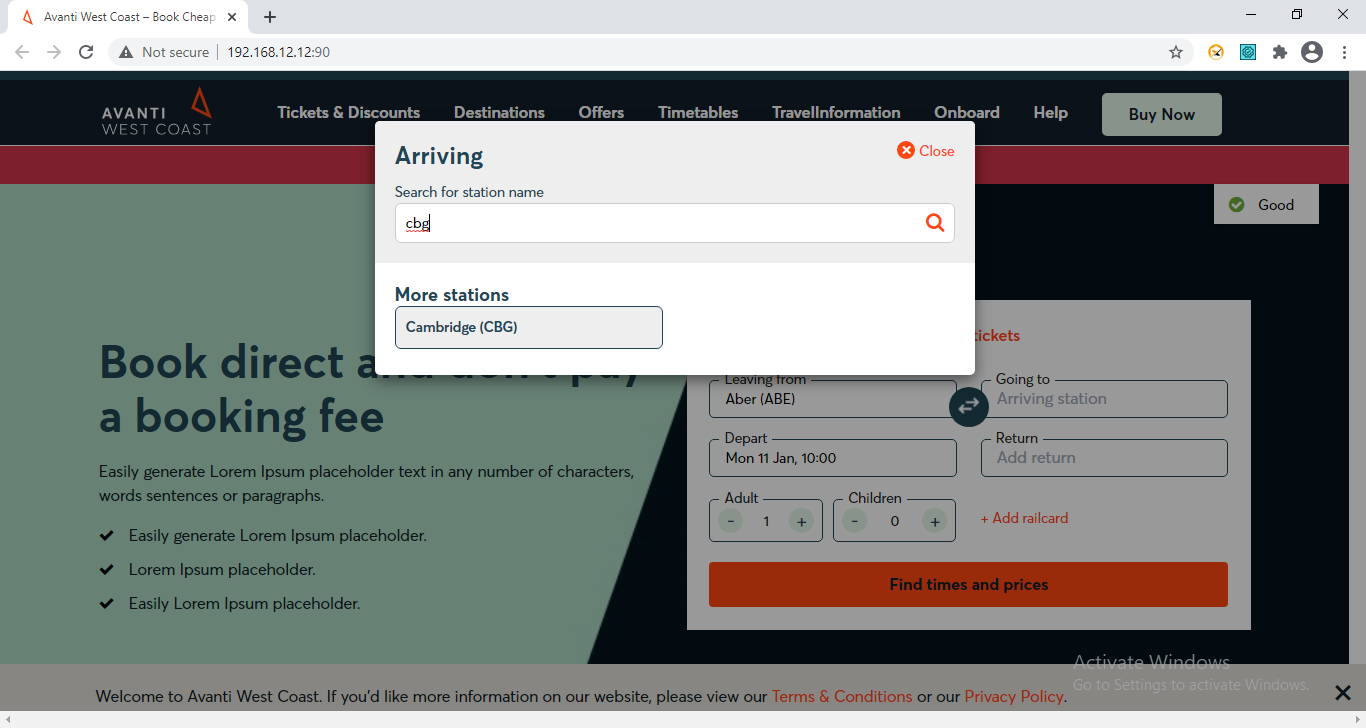 Avanti West Coast – Book Cheap
Not secure
192.168.12.12:90
AVANTI
WEST COAST
Tickets & Discounts
Destinations
Offers
Timetables
TravelInformation
Onboard
Help
Buy Now
Arriving
Close
Search for station name
cbg
Good
More stations
Cambridge (CBG)
Book direct
a booking fee
Easily generate Lorem Ipsum placeholder text in any number of characters,
words sentences or paragraphs.
Easily generate Lorem Ipsum placeholder.
Lorem Ipsum placeholder.
Easily Lorem Ipsum placeholder.
tickets
Leaving from
Aber (ABE)
Going to
Arriving station
Depart
Mon 11 Jan, 10:00
Return
Add return
Adult
- 1 +
Children
- 0 +
+ Add railcard
Find times and prices
Activate Windows
Go to Settings to activate Windows.
Welcome to Avanti West Coast. If you'd like more information on our website, please view our Terms & Conditions or our Privacy Policy.